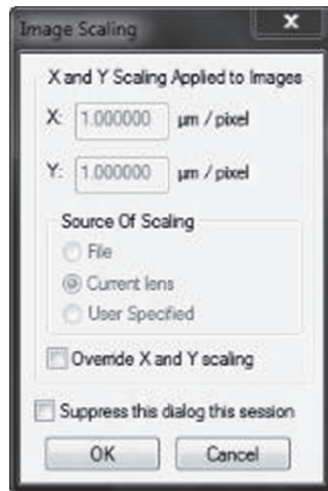 Image Scaling
X and Y Scaling Applied to Images
X: 1.000000 µm / pixel
Y: 1.000000 µm / pixel
Source Of Scaling
File
Current lens
User Specified
Override X and Y scaling
Suppress this dialog this session
OK Cancel